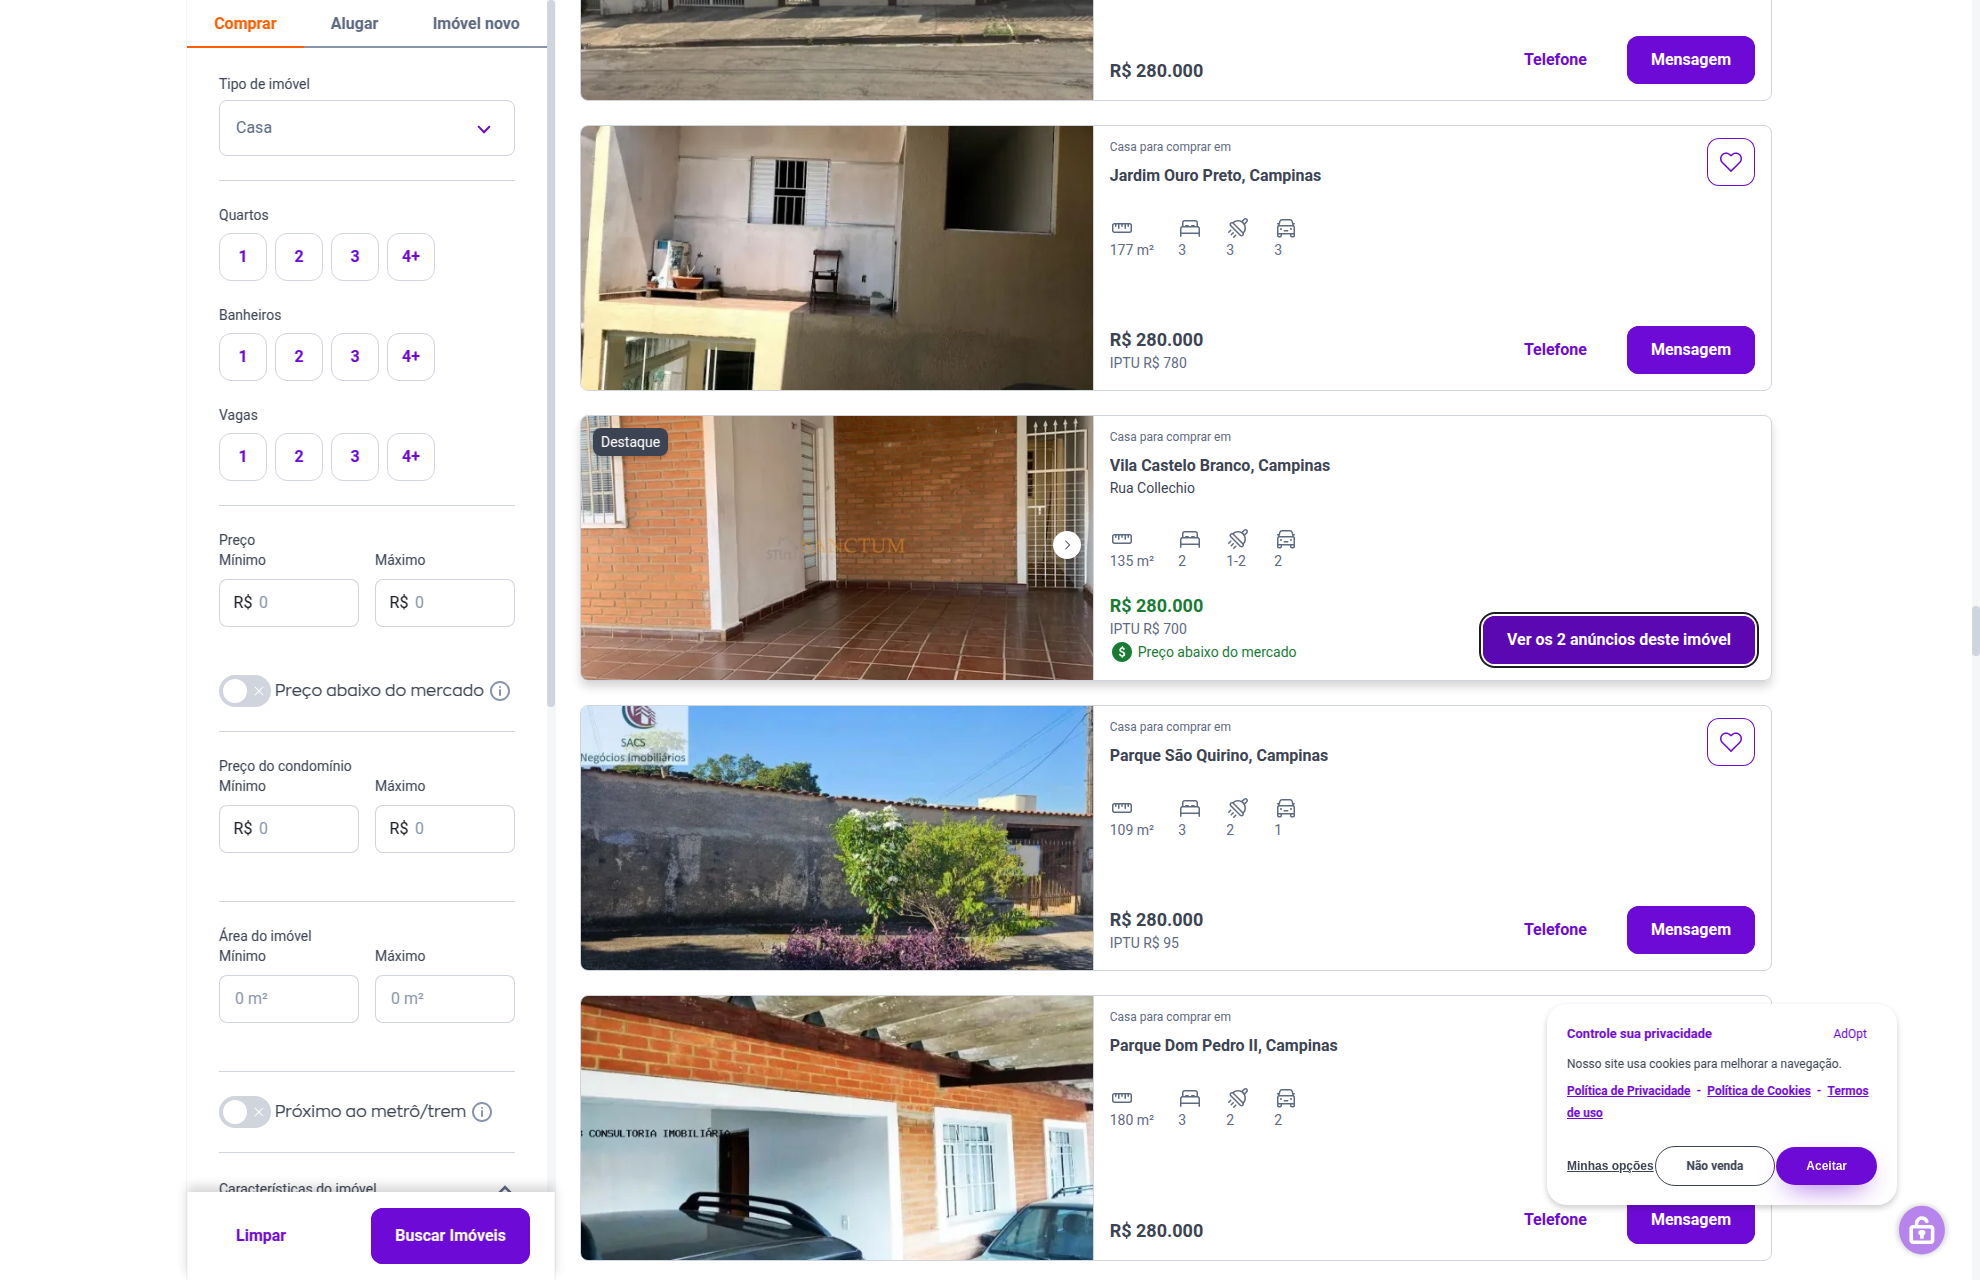 Comprar
Alugar
Imóvel novo
Tipo de imóvel
Casa
Quartos
1
2
3
4+
Banheiros
1
2
3
4+
Vagas
1
2
3
4+
Preço
Mínimo
Máximo
R$ 0
R$ 0
Preço abaixo do mercado
Preço do condomínio
Mínimo
Máximo
R$ 0
R$ 0
Área do imóvel
Mínimo
Máximo
0 m²
0 m²
Próximo ao metrô/trem
Características do imóvel
Limpar
Buscar Imóveis
R$ 280.000
Telefone
Mensagem
Casa para comprar em
Jardim Ouro Preto, Campinas
177 m²
3
3
3
R$ 280.000
IPTU R$ 780
Telefone
Mensagem
Destaque
Casa para comprar em
Vila Castelo Branco, Campinas
Rua Collechio
135 m²
2
1-2
2
R$ 280.000
IPTU R$ 700
Preço abaixo do mercado
Ver os 2 anúncios deste imóvel
SACS
Negócios Imobiliários
Casa para comprar em
Parque São Quirino, Campinas
109 m²
3
2
1
R$ 280.000
IPTU R$ 95
Telefone
Mensagem
CONSULTORIA IMOBILIÁRIA
Casa para comprar em
Parque Dom Pedro II, Campinas
180 m²
3
2
2
R$ 280.000
Telefone
Mensagem
Controle sua privacidade
AdOpt
Nosso site usa cookies para melhorar a navegação.
Política de Privacidade - Política de Cookies - Termos
de uso
Minhas opções
Não venda
Aceitar